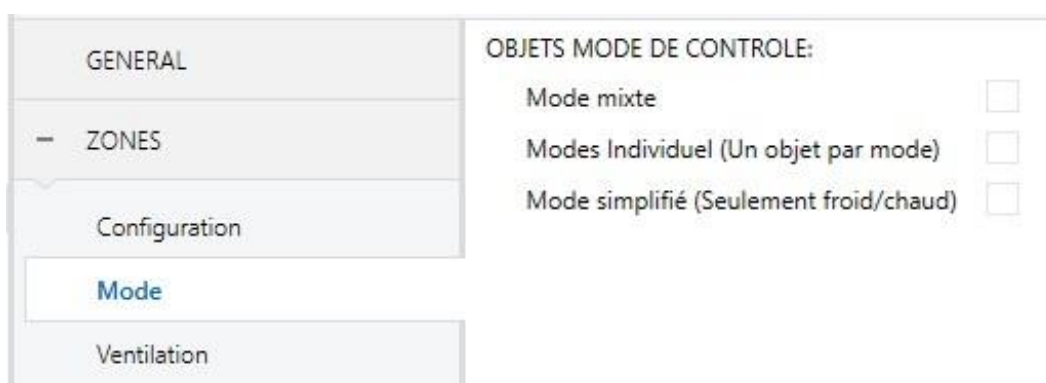 GENERAL
− ZONES
Configuration
Mode
Ventilation
OBJETS MODE DE CONTROLE:
Mode mixte
Modes Individuel (Un objet par mode)
Mode simplifié (Seulement froid/chaud)